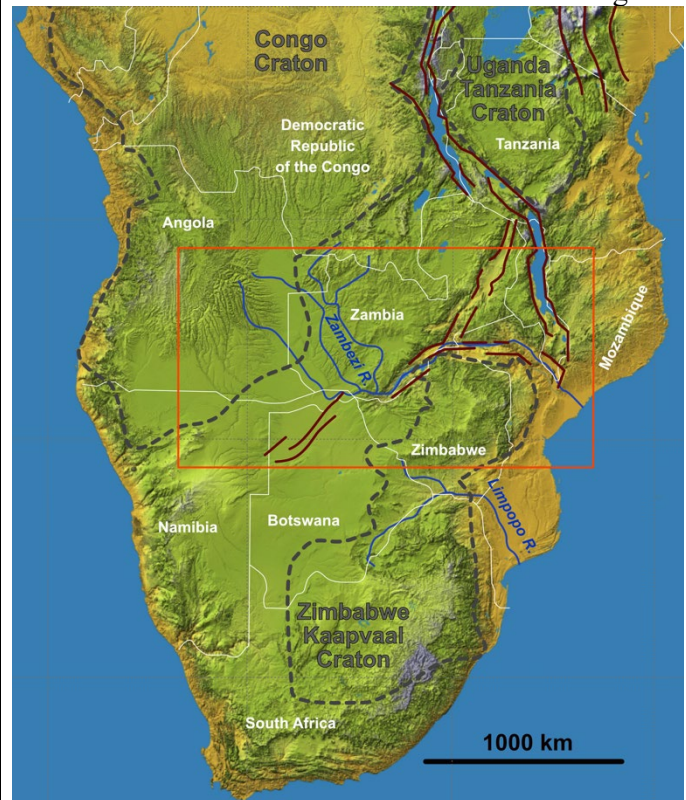 Congo
Craton
Uganda
Tanzania
Craton
Democratic
Republic
of the Congo
Tanzania
Angola
Zambia
Zambezi R.
Mozambique
Zimbabwe
Limpopo R.
Namibia
Botswana
Zimbabwe
Kaapvaal
Craton
South Africa
1000 km